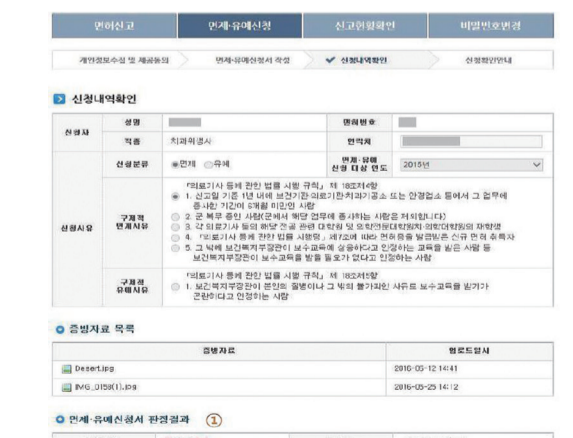 면허신고 면제·유예신청 신고현황확인 비밀번호변경
개인정보수집 및 제공동의 면제·유예신청서 작성 신청내역확인 신청확인안내
신청내역확인
신청자 성명 면허번호
직종 치과위생사 연락처
신청사유 신청분류 면제 유예 면제·유예 신청 대상 연도 2015년
구체적 면제사유
「의료기사 등에 관한 법률 시행 규칙」 제 18조제4항
1. 신고일 기준 1년 내에 보건기관·의료기관·치과기공소 또는 안경업소 등에서 그 업무에
종사한 기간이 6개월 미만인 사람
2. 군 복무 중인 사람(군에서 해당 업무에 종사하는 사람은 제외합니다)
3. 각 의료기사 등의 해당 전공 관련 대학원 및 의학전문대학원·치의학대학원의 재학생
4. 「의료기사 등에 관한 법률 시행령」 제7조에 따라 면허증을 발급받은 신규 면허 취득자
5. 그 밖에 보건복지부장관이 보수교육에 상응하다고 인정하는 교육을 받은 사람 등
보건복지부장관이 보수교육을 받을 필요가 없다고 인정하는 사람
구체적 유예사유
「의료기사 등에 관한 법률 시행 규칙」 제 18조제5항
1. 보건복지부장관이 본인의 질병이나 그 밖의 불가피한 사유로 보수교육을 받기가
곤란하다고 인정하는 사람
증빙자료 목록
증빙자료 업로드일시
Desert.jpg 2016-05-12 14:41
IMG_0159(1).jpg 2016-05-25 14:12
면제·유예신청서 판정결과 ①